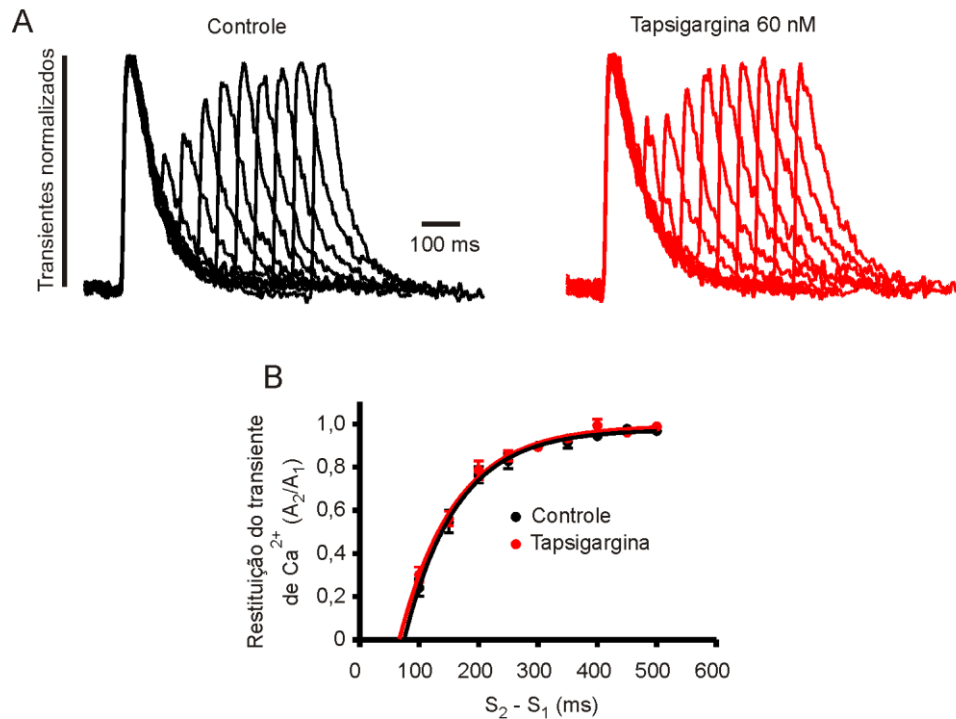 A
Controle
Tapsigargina 60 nM
Transientes normalizados
100 ms
B
Restituição do transiente
de Ca2+ (A2/A1)
1,0
0,8
0,6
0,4
0,2
0
Controle
Tapsigargina
0 100 200 300 400 500 600
S2 - S1 (ms)